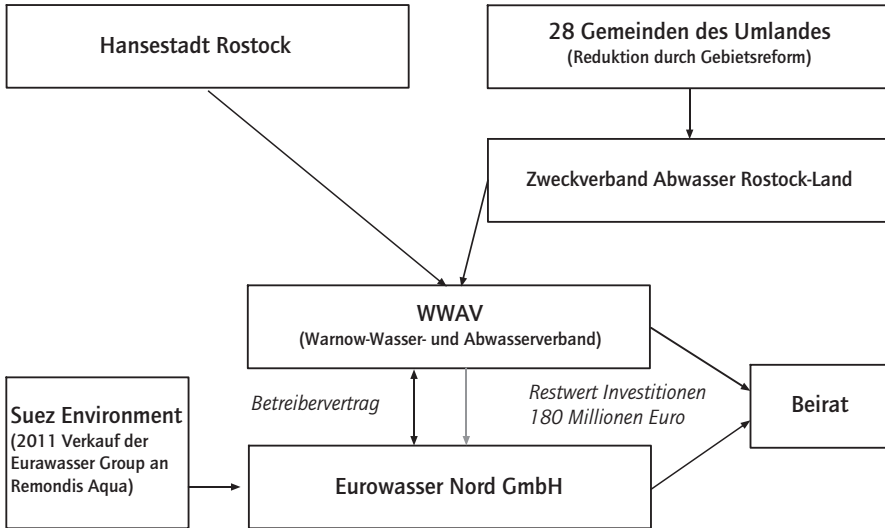 Hansestadt Rostock
28 Gemeinden des Umlandes
(Reduktion durch Gebietsreform)
Zweckverband Abwasser Rostock-Land
WWAV
(Warnow-Wasser- und Abwasserverband)
Betreibervertrag
Restwert Investitionen
180 Millionen Euro
Beirat
Suez Environment
(2011 Verkauf der
Eurawasser Group an
Remondis Aqua)
Eurowasser Nord GmbH